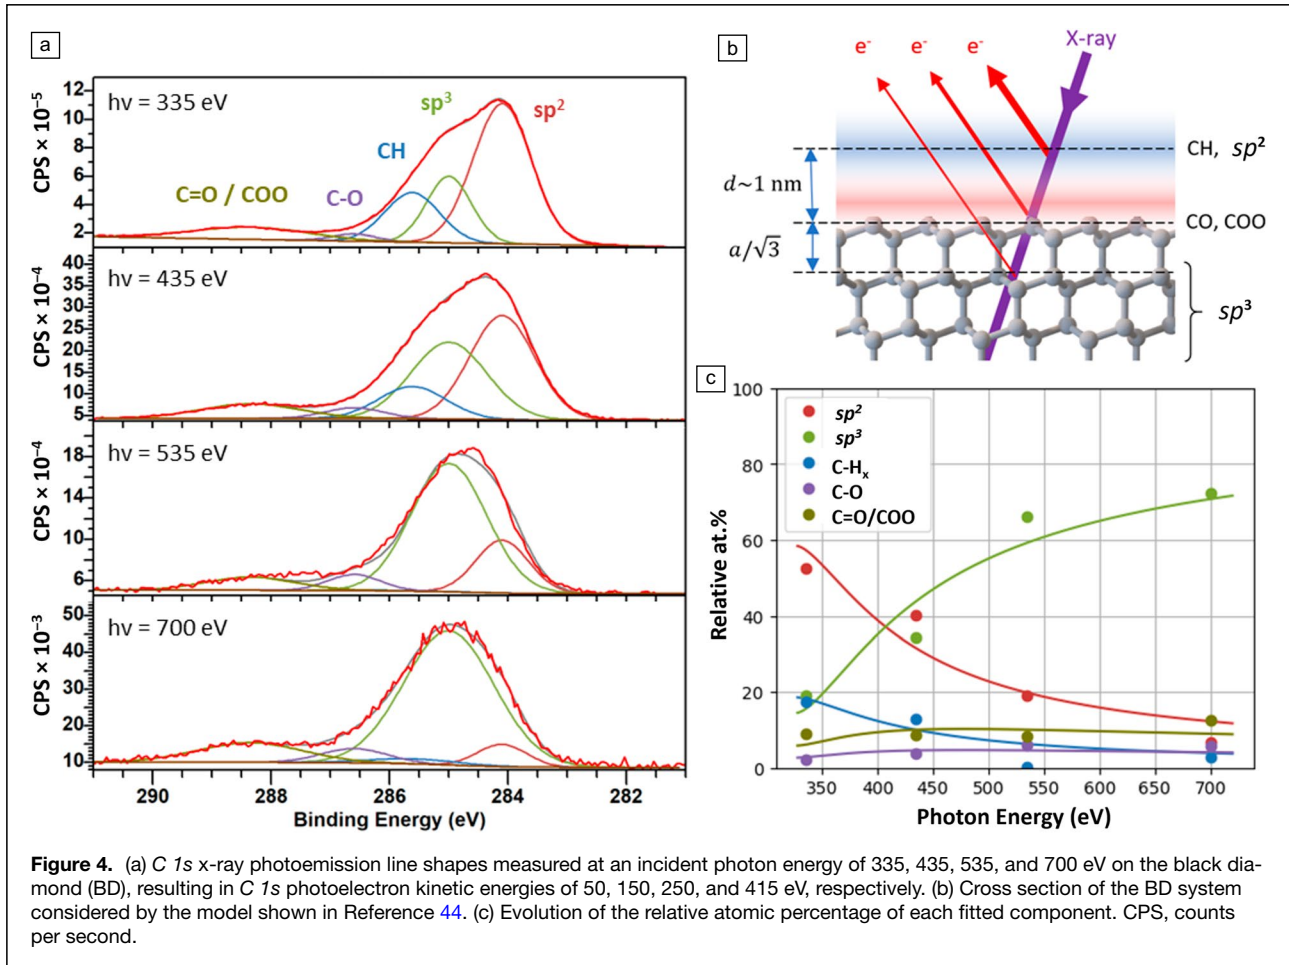 a
hν = 335 eV
CPS × 10⁻⁵
12
10
8
6
4
2
sp³
sp²
CH
C=O / COO
C-O
hν = 435 eV
CPS × 10⁻⁴
40
35
30
25
20
15
10
5
hν = 535 eV
CPS × 10⁻⁴
18
14
10
6
hν = 700 eV
CPS × 10⁻³
50
40
30
20
10
290 288 286 284 282
Binding Energy (eV)
b
e⁻ e⁻ e⁻ X-ray
CH, sp²
d~1 nm
CO, COO
a/√3
sp³
c
100
80
60
40
20
0
Relative at.%
sp²
sp³
C-Hₓ
C-O
C=O/COO
350 400 450 500 550 600 650 700
Photon Energy (eV)
Figure 4. (a) C 1s x-ray photoemission line shapes measured at an incident photon energy of 335, 435, 535, and 700 eV on the black dia-
mond (BD), resulting in C 1s photoelectron kinetic energies of 50, 150, 250, and 415 eV, respectively. (b) Cross section of the BD system
considered by the model shown in Reference 44. (c) Evolution of the relative atomic percentage of each fitted component. CPS, counts
per second.